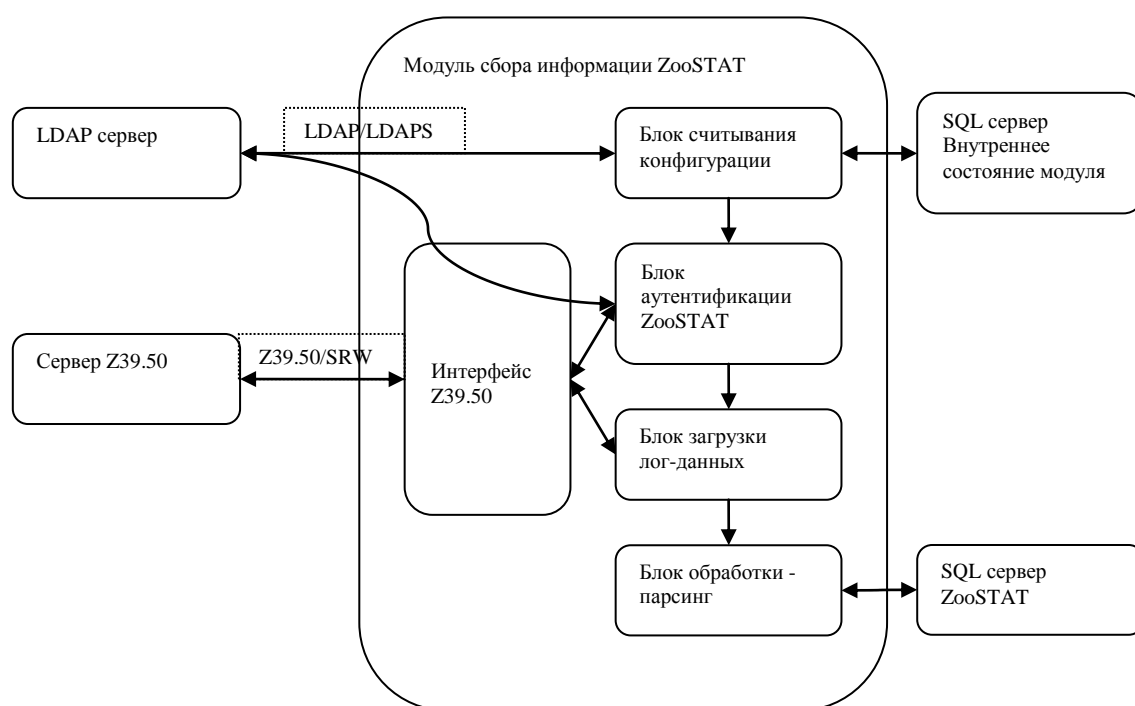 Модуль сбора информации ZooSTAT
LDAP сервер
LDAP/LDAPS
Блок считывания
конфигурации
SQL сервер
Внутреннее
состояние модуля
Блок
аутентификации
ZooSTAT
Сервер Z39.50
Z39.50/SRW
Интерфейс
Z39.50
Блок загрузки
лог-данных
Блок обработки -
парсинг
SQL сервер
ZooSTAT